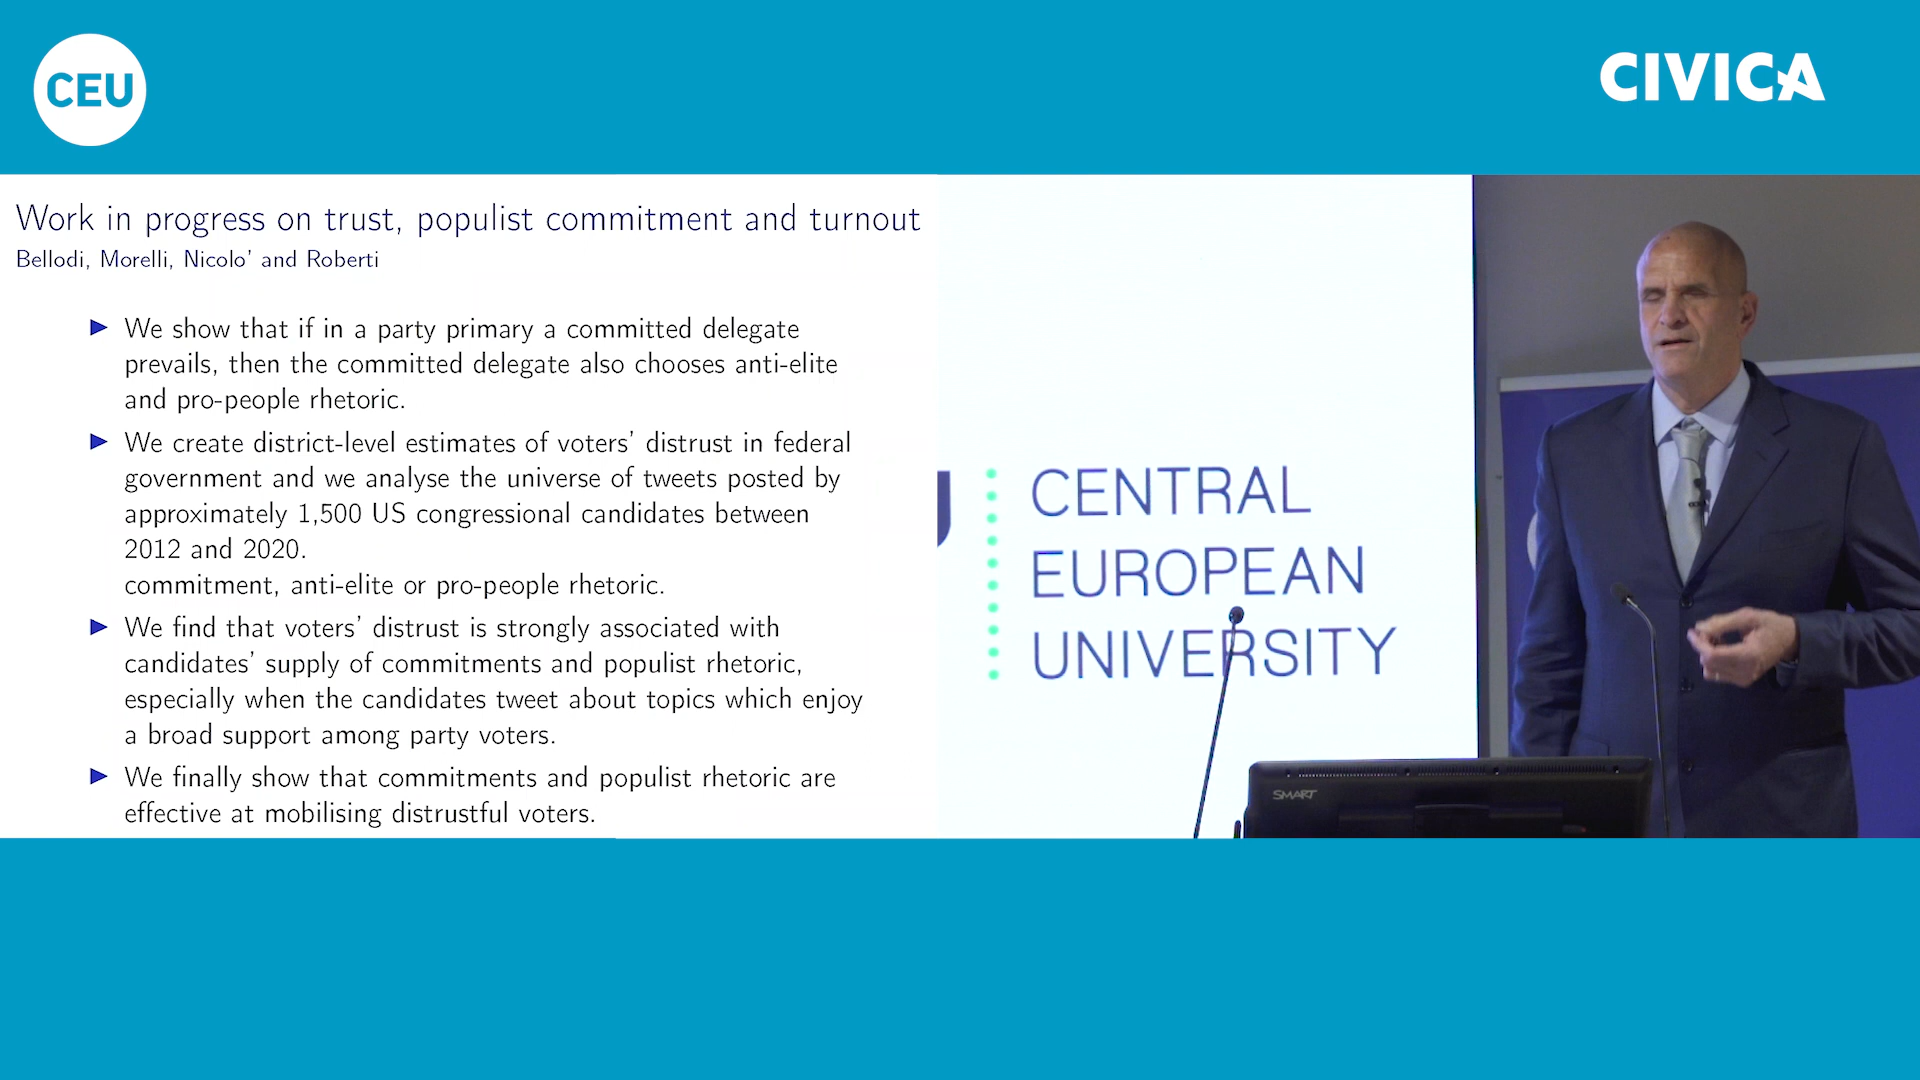 CEU
CIVICA
Work in progress on trust, populist commitment and turnout
Bellodi, Morelli, Nicolo' and Roberti
We show that if in a party primary a committed delegate
prevails, then the committed delegate also chooses anti-elite
and pro-people rhetoric.
We create district-level estimates of voters' distrust in federal
government and we analyse the universe of tweets posted by
approximately 1,500 US congressional candidates between
2012 and 2020.
commitment, anti-elite or pro-people rhetoric.
We find that voters' distrust is strongly associated with
candidates' supply of commitments and populist rhetoric,
especially when the candidates tweet about topics which enjoy
a broad support among party voters.
We finally show that commitments and populist rhetoric are
effective at mobilising distrustful voters.
CENTRAL
EUROPEAN
UNIVERSITY
SMART